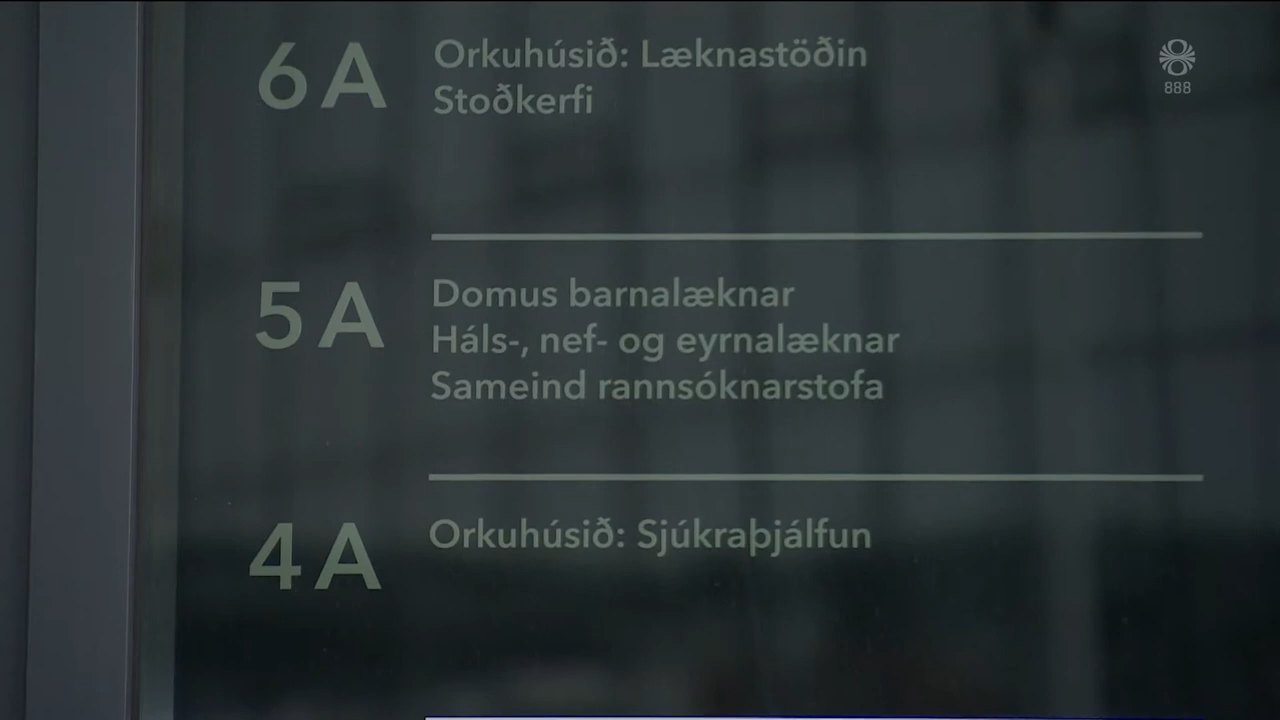 6A
Orkuhúsið: Læknastöðin
Stoðkerfi
5A
Domus barnalæknar
Háls-, nef- og eyrnalæknar
Sameind rannsóknarstofa
4A
Orkuhúsið: Sjúkraþjálfun
888